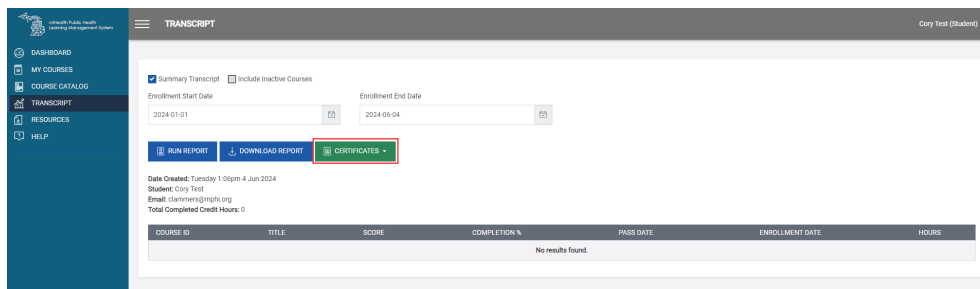 miHealth Public Health
Learning Management System
TRANSCRIPT
Cory Test (Student)
DASHBOARD
MY COURSES
COURSE CATALOG
TRANSCRIPT
RESOURCES
HELP
Summary Transcript Include Inactive Courses
Enrollment Start Date Enrollment End Date
2024-01-01 2024-06-04
RUN REPORT DOWNLOAD REPORT CERTIFICATES
Date Created: Tuesday 1:06pm 4 Jun 2024
Student: Cory Test
Email: clammers@mphi.org
Total Completed Credit Hours: 0
COURSE ID TITLE SCORE COMPLETION % PASS DATE ENROLLMENT DATE HOURS
No results found.